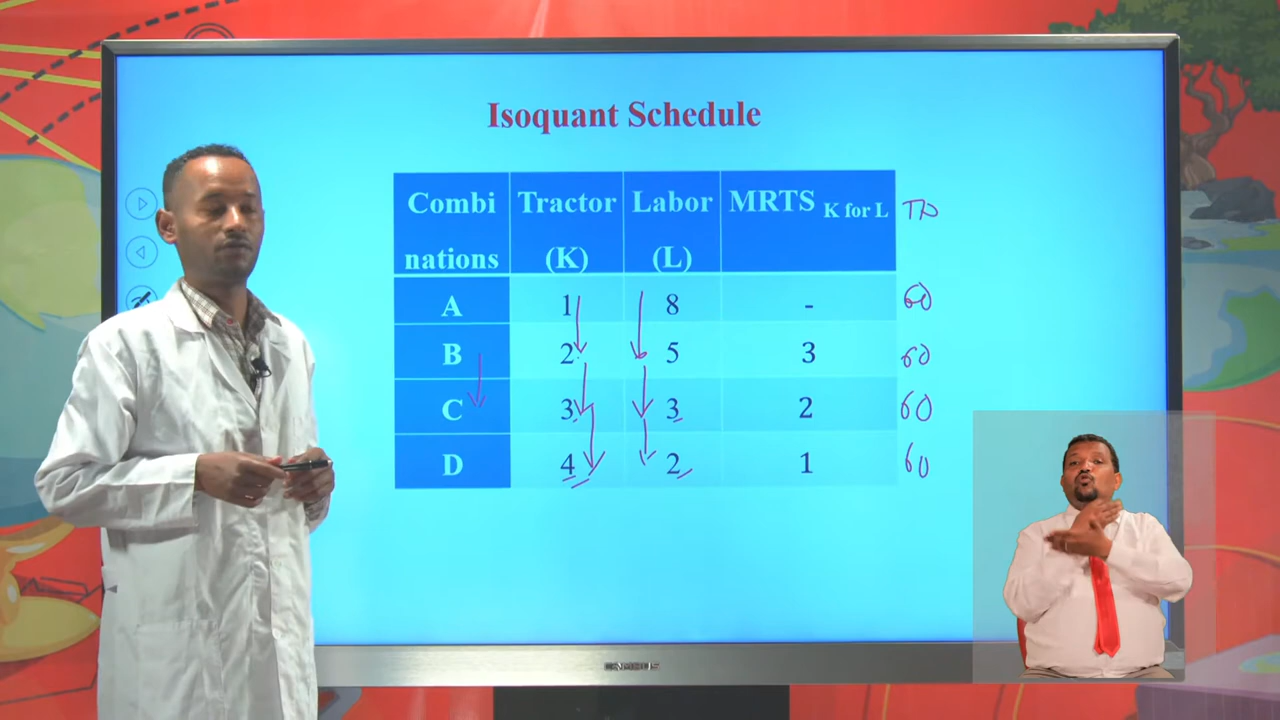 Isoquant Schedule
Combi Tractor Labor MRTS K for L TP
nations (K) (L)
A 1 8 - 60
B 2 5 3 60
C 3 3 2 60
D 4 2 1 60